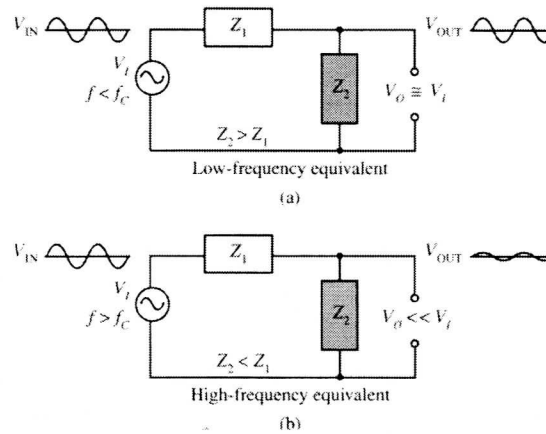 V_IN
Z_1
V_OUT
V_I
f < f_C
Z_2
V_O ≅ V_i
Z_2 > Z_1
Low-frequency equivalent
(a)
V_IN
Z_1
V_OUT
V_I
f > f_C
Z_2
V_O << V_i
Z_2 < Z_1
High-frequency equivalent
(b)